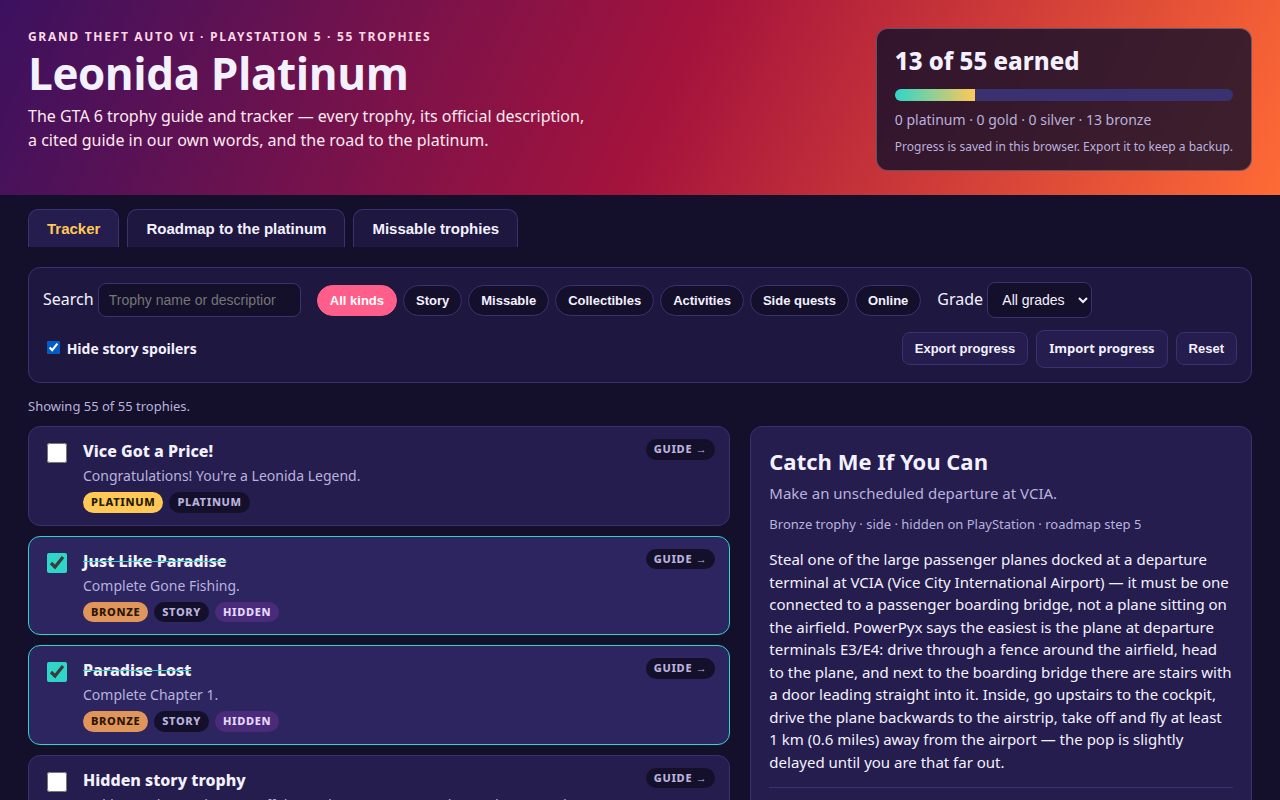 GRAND THEFT AUTO VI · PLAYSTATION 5 · 55 TROPHIES
Leonida Platinum
The GTA 6 trophy guide and tracker — every trophy, its official description,
a cited guide in our own words, and the road to the platinum.
13 of 55 earned
0 platinum · 0 gold · 0 silver · 13 bronze
Progress is saved in this browser. Export it to keep a backup.
Tracker
Roadmap to the platinum
Missable trophies
Search
Trophy name or descriptior
All kinds
Story
Missable
Collectibles
Activities
Side quests
Online
Grade
All grades
Hide story spoilers
Export progress
Import progress
Reset
Showing 55 of 55 trophies.
Vice Got a Price!
GUIDE →
Congratulations! You're a Leonida Legend.
PLATINUM
PLATINUM
Just Like Paradise
GUIDE →
Complete Gone Fishing.
BRONZE
STORY
HIDDEN
Paradise Lost
GUIDE →
Complete Chapter 1.
BRONZE
STORY
HIDDEN
Hidden story trophy
GUIDE →
Catch Me If You Can
Make an unscheduled departure at VCIA.
Bronze trophy · side · hidden on PlayStation · roadmap step 5
Steal one of the large passenger planes docked at a departure
terminal at VCIA (Vice City International Airport) — it must be one
connected to a passenger boarding bridge, not a plane sitting on
the airfield. PowerPyx says the easiest is the plane at departure
terminals E3/E4: drive through a fence around the airfield, head
to the plane, and next to the boarding bridge there are stairs with
a door leading straight into it. Inside, go upstairs to the cockpit,
drive the plane backwards to the airstrip, take off and fly at least
1 km (0.6 miles) away from the airport — the pop is slightly
delayed until you are that far out.